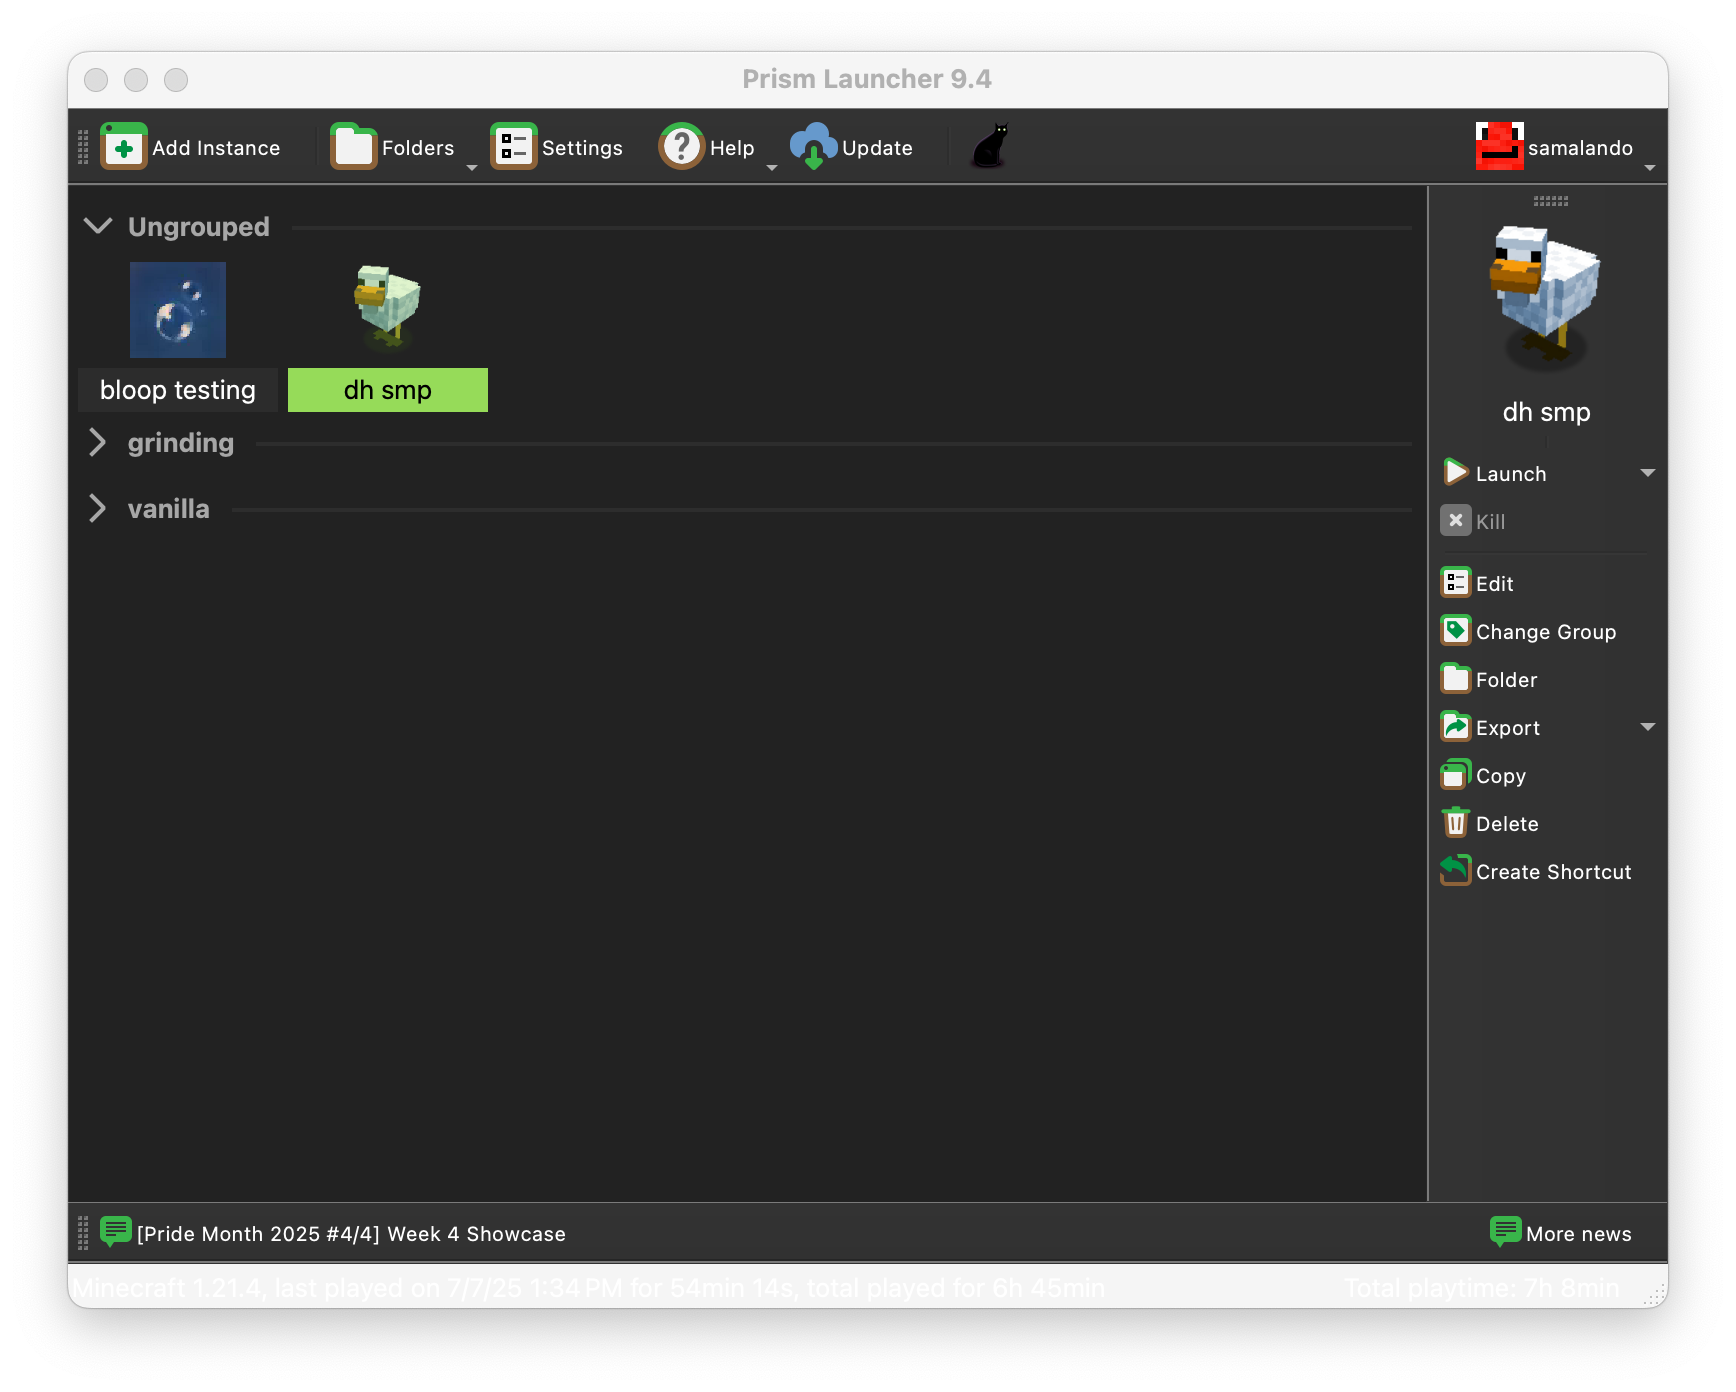 Prism Launcher 9.4
Add Instance
Folders
Settings
Help
Update
samalando
Ungrouped
bloop testing
dh smp
grinding
vanilla
dh smp
Launch
Kill
Edit
Change Group
Folder
Export
Copy
Delete
Create Shortcut
[Pride Month 2025 #4/4] Week 4 Showcase
More news
Minecraft 1.21.4, last played on 7/7/25 1:34 PM for 54min 14s, total played for 6h 45min
Total playtime: 7h 8min